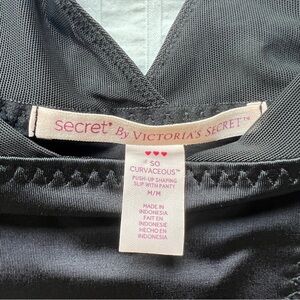 secret® By VICTORIA'S SECRET™
SO
CURVACEOUS™
PUSH-UP SHAPING
SLIP WITH PANTY
M/M
MADE IN
INDONESIA
FAIT EN
INDONESIE
HECHO EN
INDONESIA